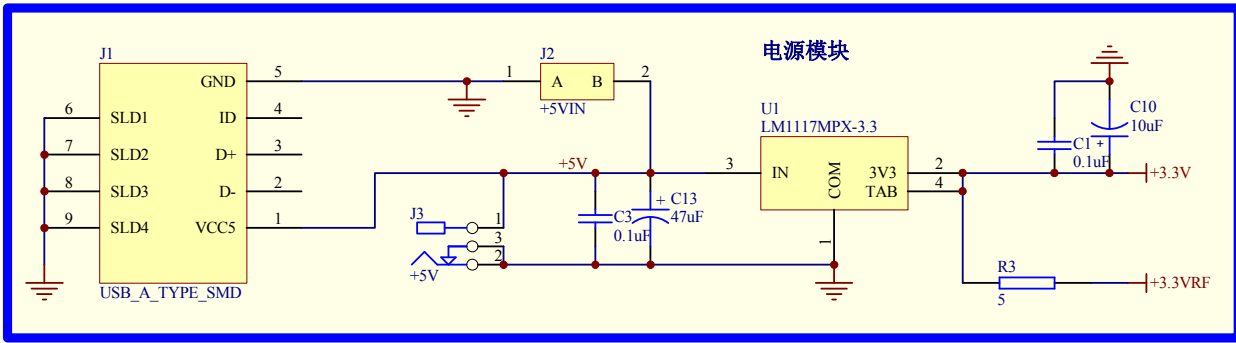 电源模块
J1
GND 5
6 SLD1 ID 4
7 SLD2 D+ 3
8 SLD3 D- 2
9 SLD4 VCC5 1
USB_A_TYPE_SMD
J2
1 A B 2
+5VIN
+5V
J3
1
3
2
+5V
C3
0.1uF
+ C13
47uF
U1
LM1117MPX-3.3
3 IN 3V3 2
COM TAB 4
1
C10
10uF
C1 +
0.1uF
+3.3V
R3
5
+3.3VRF